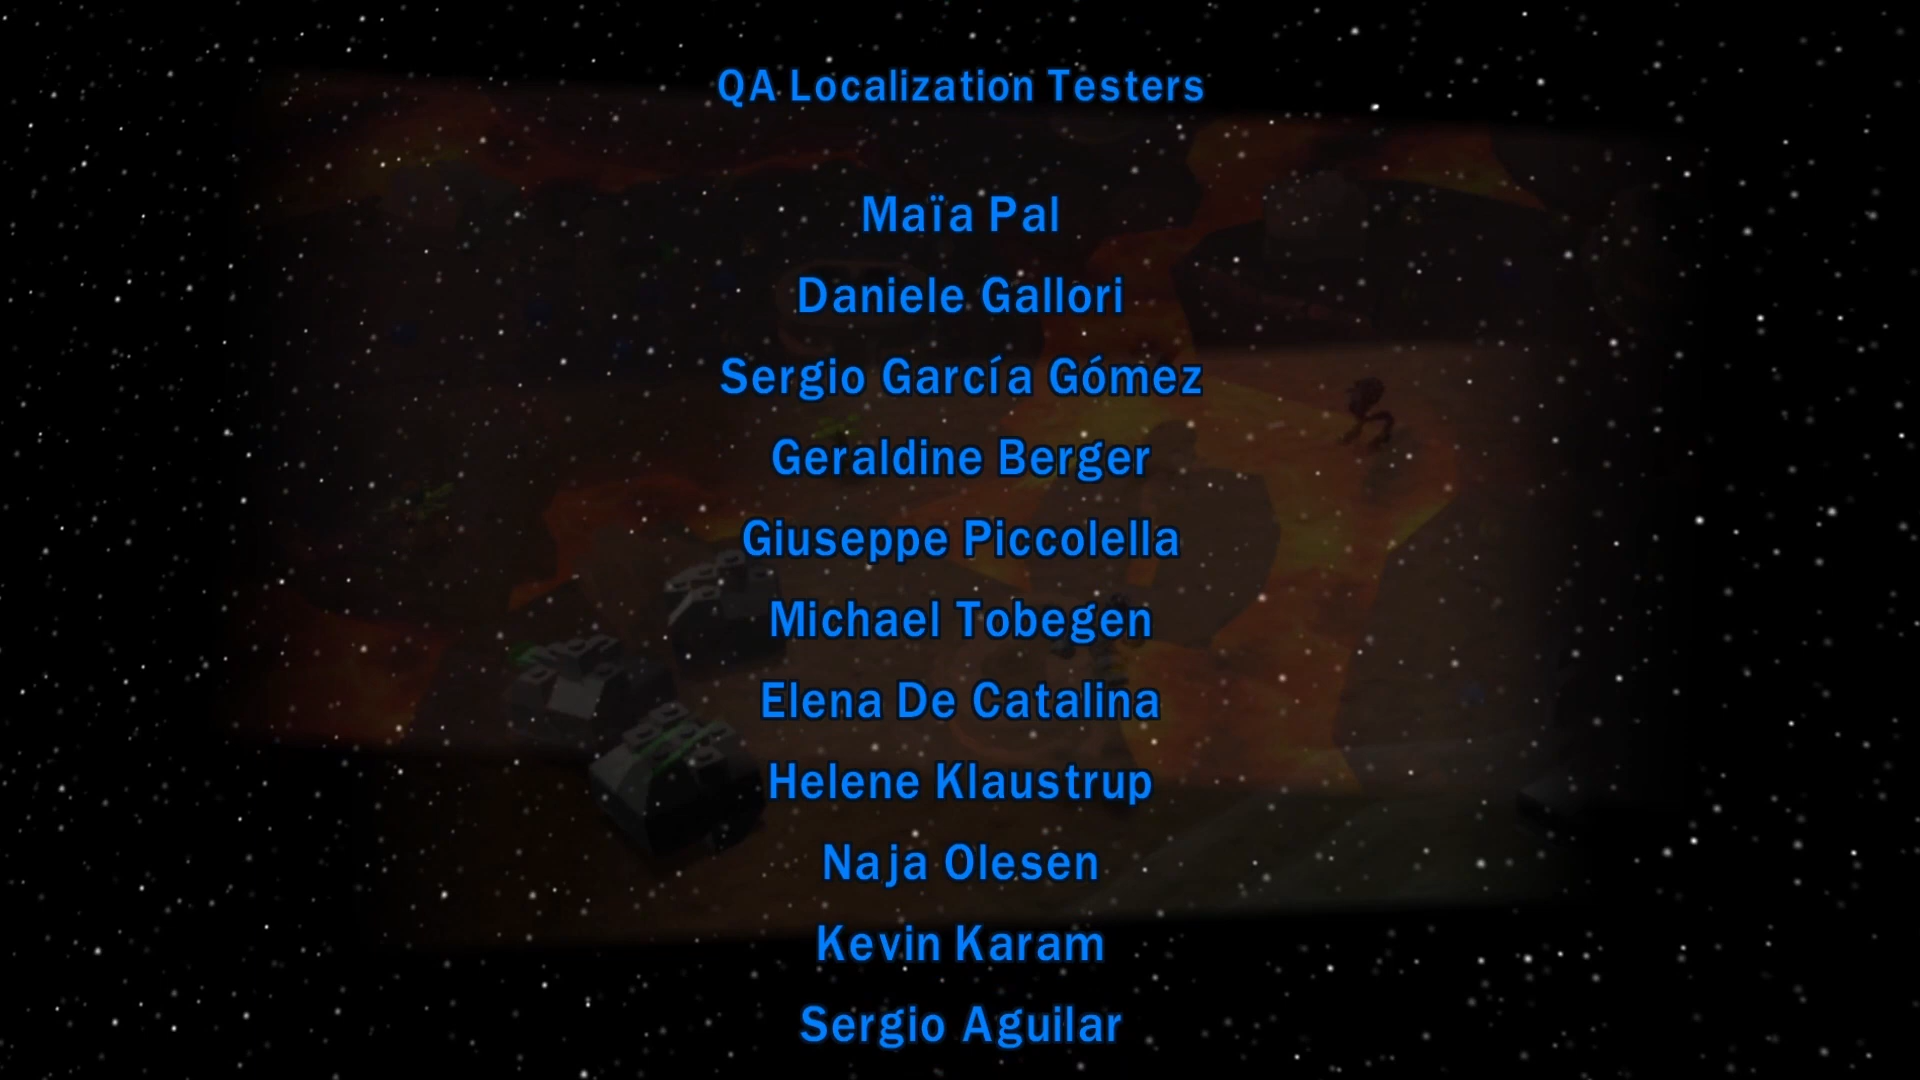 QA Localization Testers
Maïa Pal
Daniele Gallori
Sergio García Gómez
Geraldine Berger
Giuseppe Piccolella
Michael Tobegen
Elena De Catalina
Helene Klaustrup
Naja Olesen
Kevin Karam
Sergio Aguilar